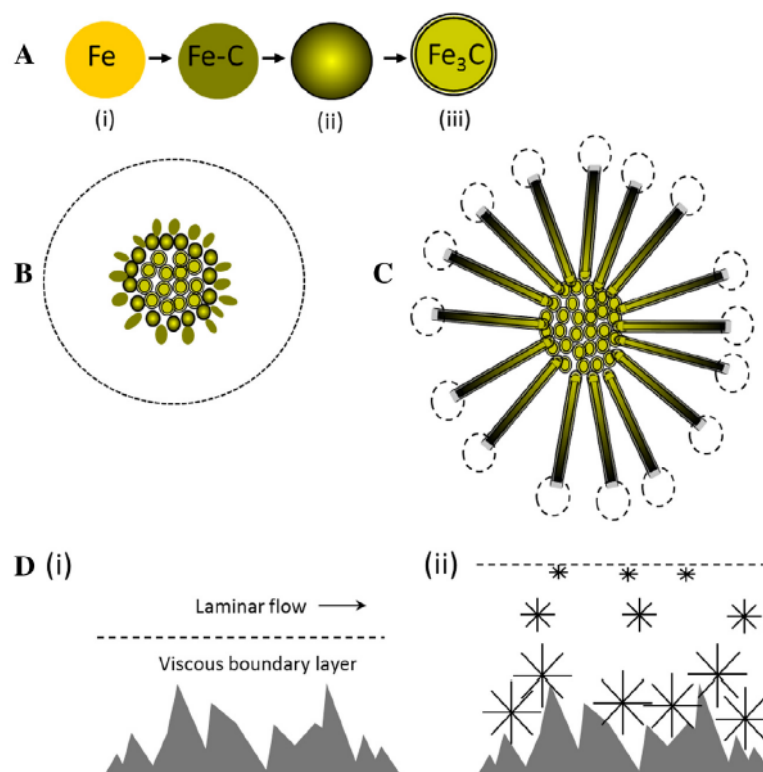 A Fe Fe-C Fe₃C
(i) (ii) (iii)
B C
D (i) (ii)
Laminar flow
Viscous boundary layer